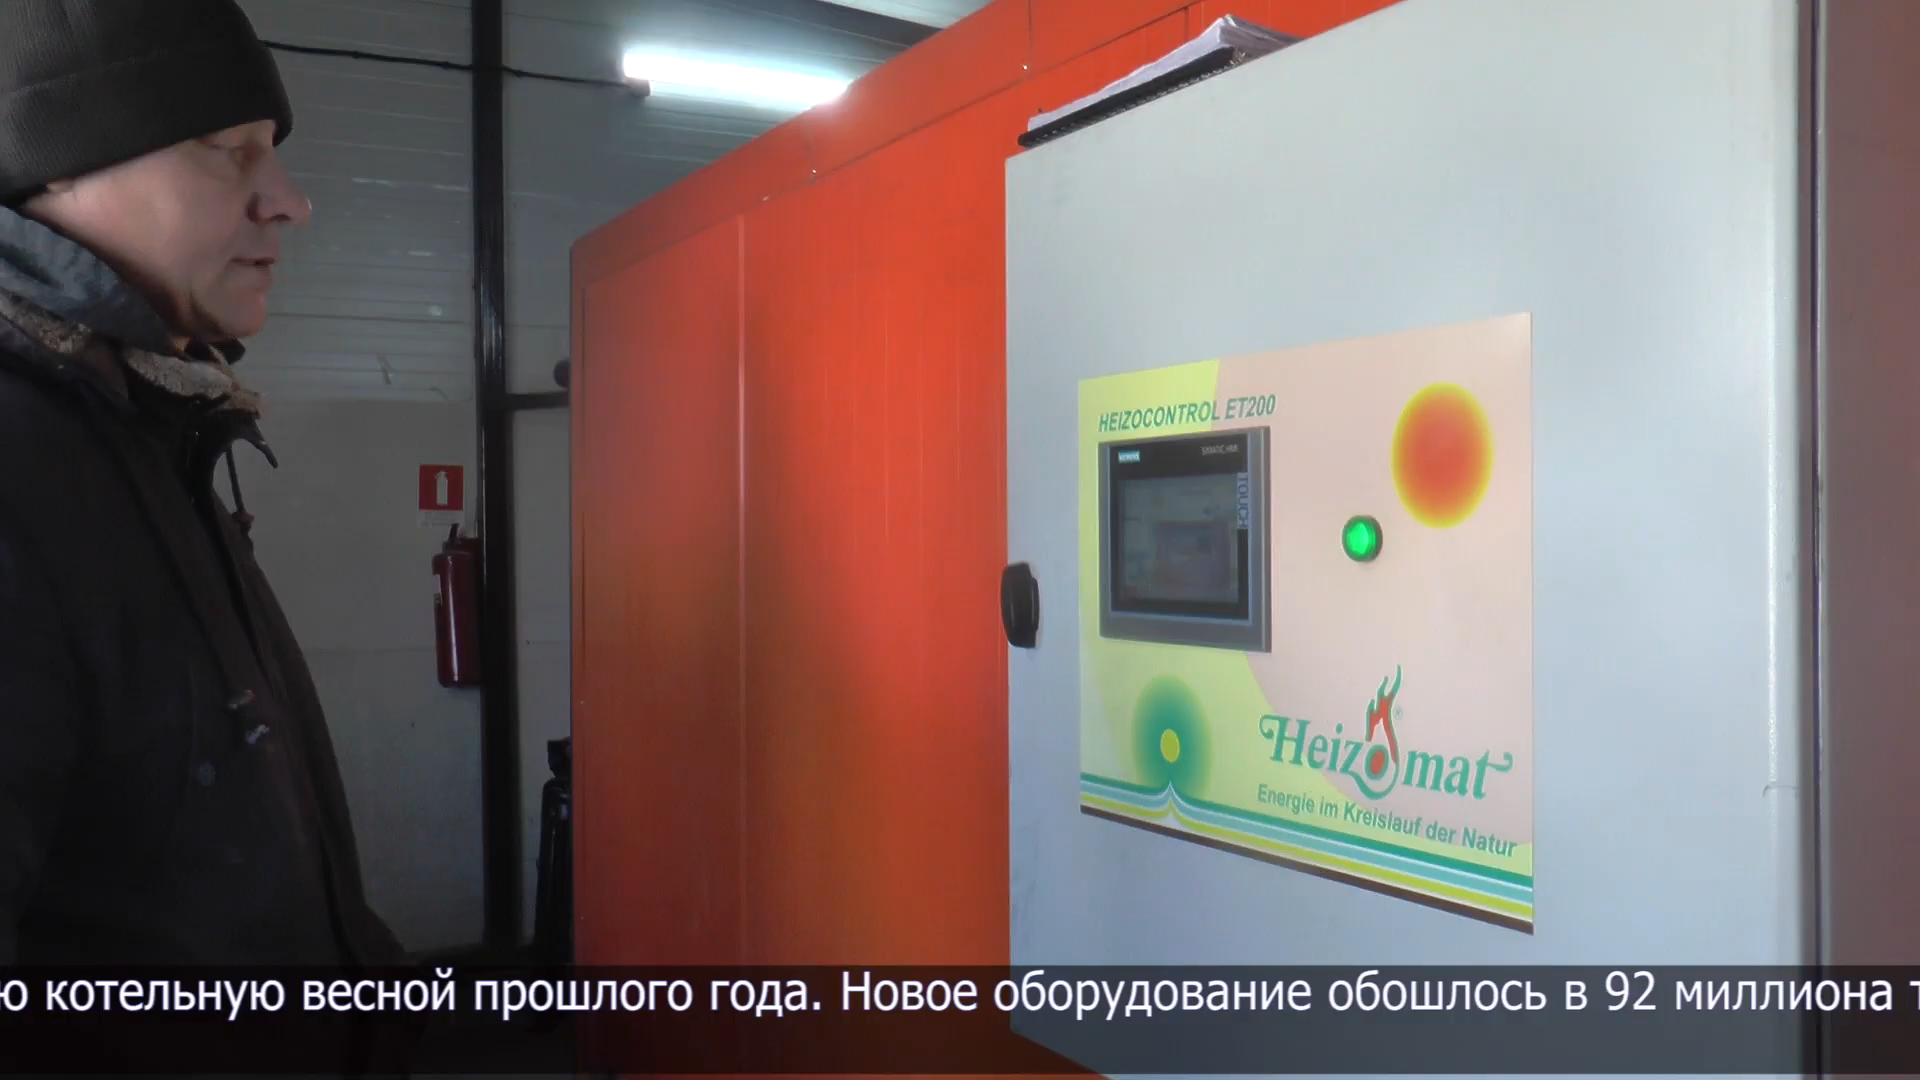 HEIZOCONTROL ET200
SIEMENS
SIMATIC HMI
TOUCH
Heizomat®
Energie im Kreislauf der Natur
ю котельную весной прошлого года. Новое оборудование обошлось в 92 миллиона т